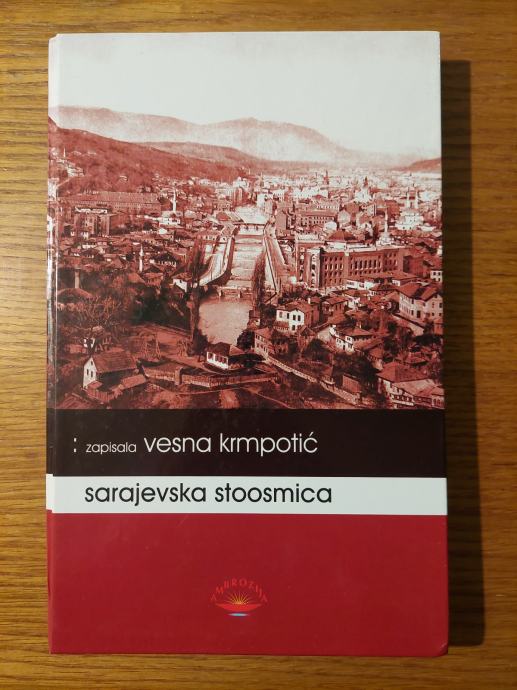 : zapisala vesna krmpotić
sarajevska stoosmica
AMBROZIJA